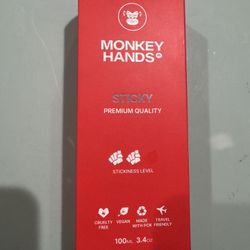 MONKEY
HANDS
STICKY
PREMIUM QUALITY
STICKINESS LEVEL
CRUELTY FREE
VEGAN
MADE WITH PCR
TRAVEL FRIENDLY
100ML 3.4OZ